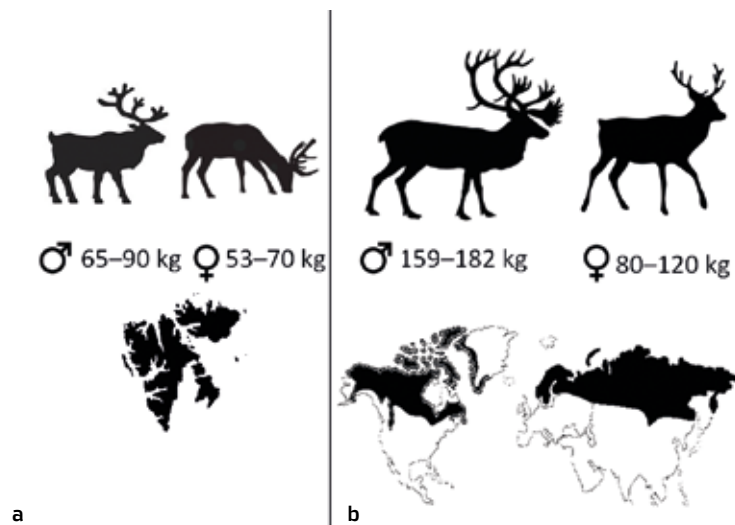 ♂ 65–90 kg ♀ 53–70 kg
♂ 159–182 kg ♀ 80–120 kg
a
b